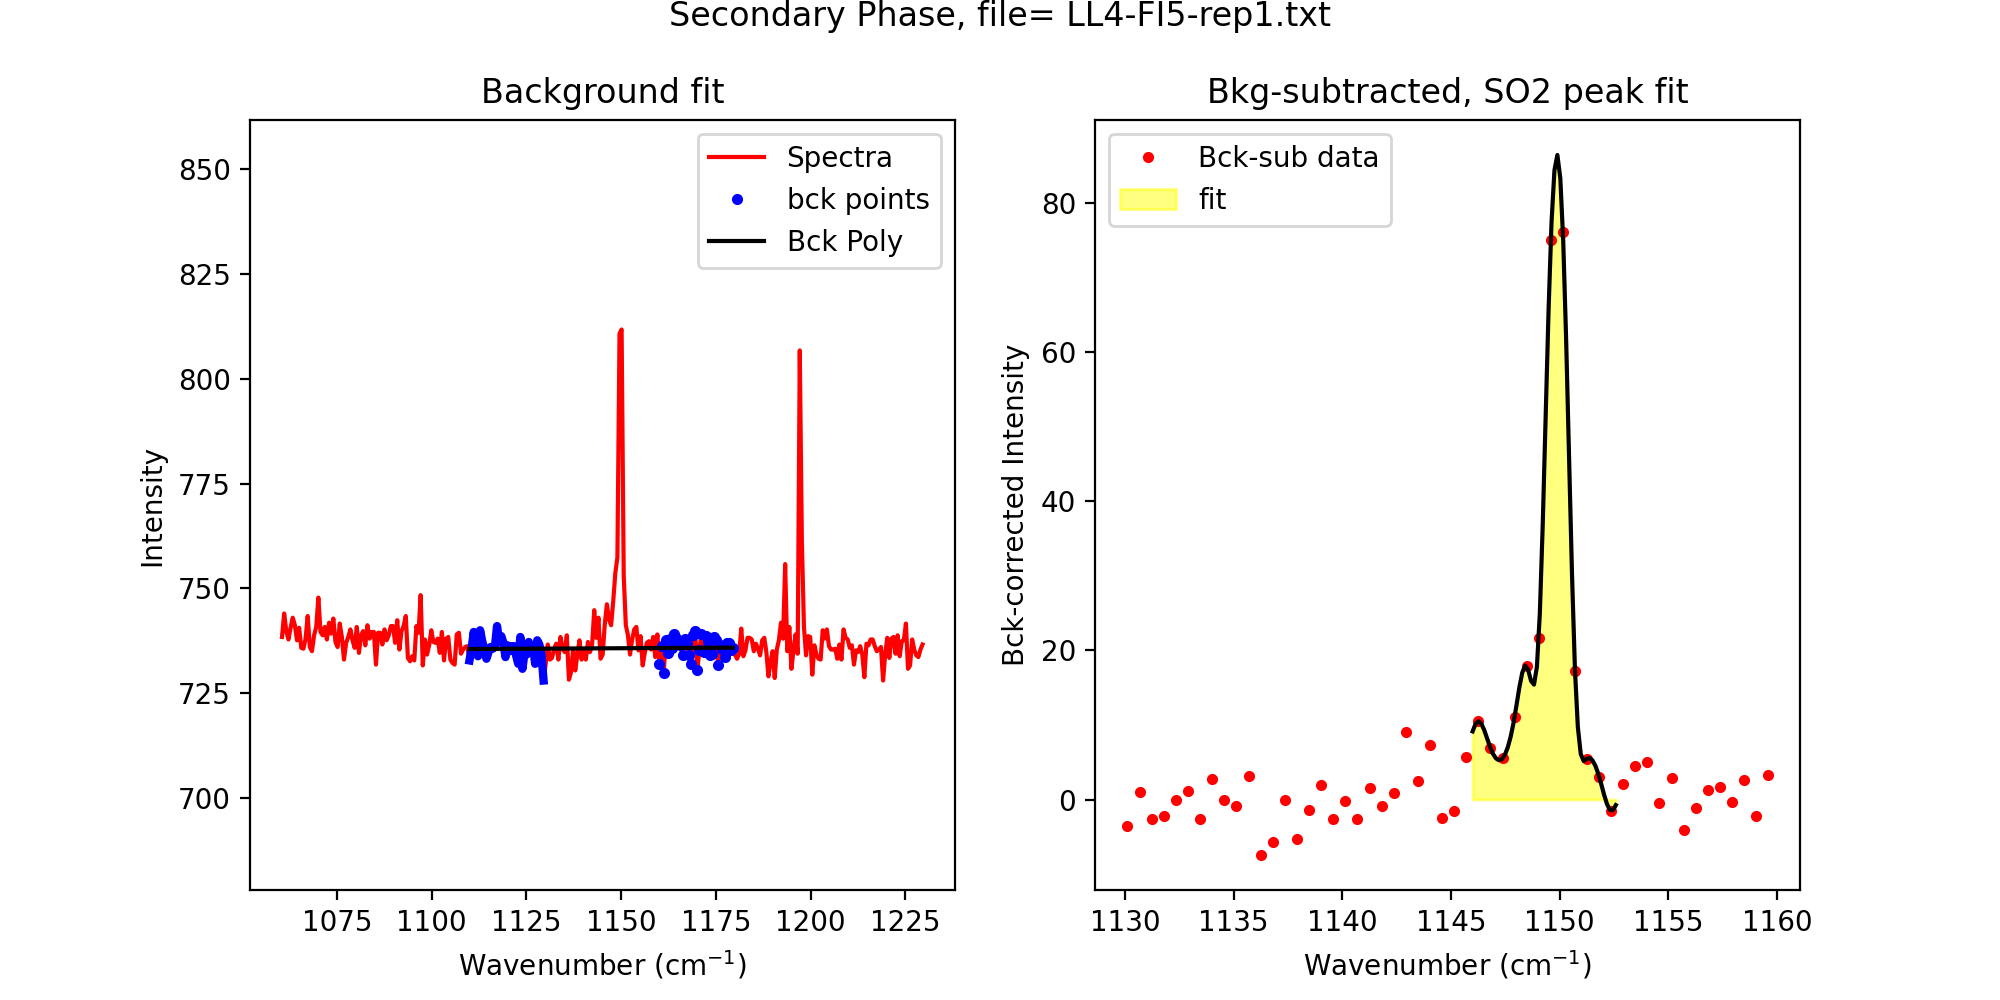 Secondary Phase, file= LL4-FI5-rep1.txt
Background fit
850
825
800
775
750
725
700
Intensity
Spectra
bck points
Bck Poly
1075 1100 1125 1150 1175 1200 1225
Wavenumber (cm⁻¹)
Bkg-subtracted, SO2 peak fit
80
60
40
20
0
Bck-corrected Intensity
Bck-sub data
fit
1130 1135 1140 1145 1150 1155 1160
Wavenumber (cm⁻¹)